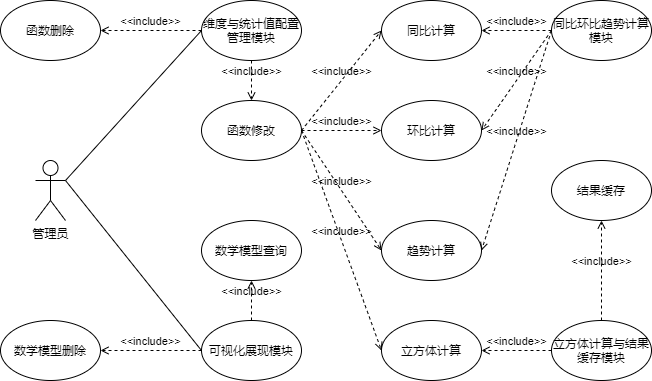 函数删除
<<include>>
维度与统计值配置
管理模块
<<include>>
同比计算
<<include>>
同比环比趋势计算
模块
<<include>>
<<include>>
<<include>>
函数修改
<<include>>
环比计算
<<include>>
管理员
<<include>>
结果缓存
数学模型查询
<<include>>
趋势计算
<<include>>
<<include>>
数学模型删除
<<include>>
可视化展现模块
立方体计算
<<include>>
立方体计算与结果
缓存模块